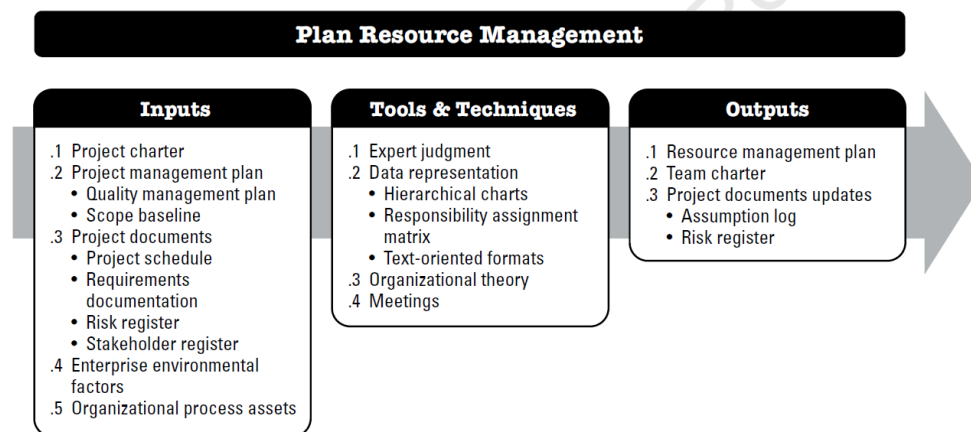 Plan Resource Management
Inputs
.1 Project charter
.2 Project management plan
• Quality management plan
• Scope baseline
.3 Project documents
• Project schedule
• Requirements
documentation
• Risk register
• Stakeholder register
.4 Enterprise environmental
factors
.5 Organizational process assets
Tools & Techniques
.1 Expert judgment
.2 Data representation
• Hierarchical charts
• Responsibility assignment
matrix
• Text-oriented formats
.3 Organizational theory
.4 Meetings
Outputs
.1 Resource management plan
.2 Team charter
.3 Project documents updates
• Assumption log
• Risk register